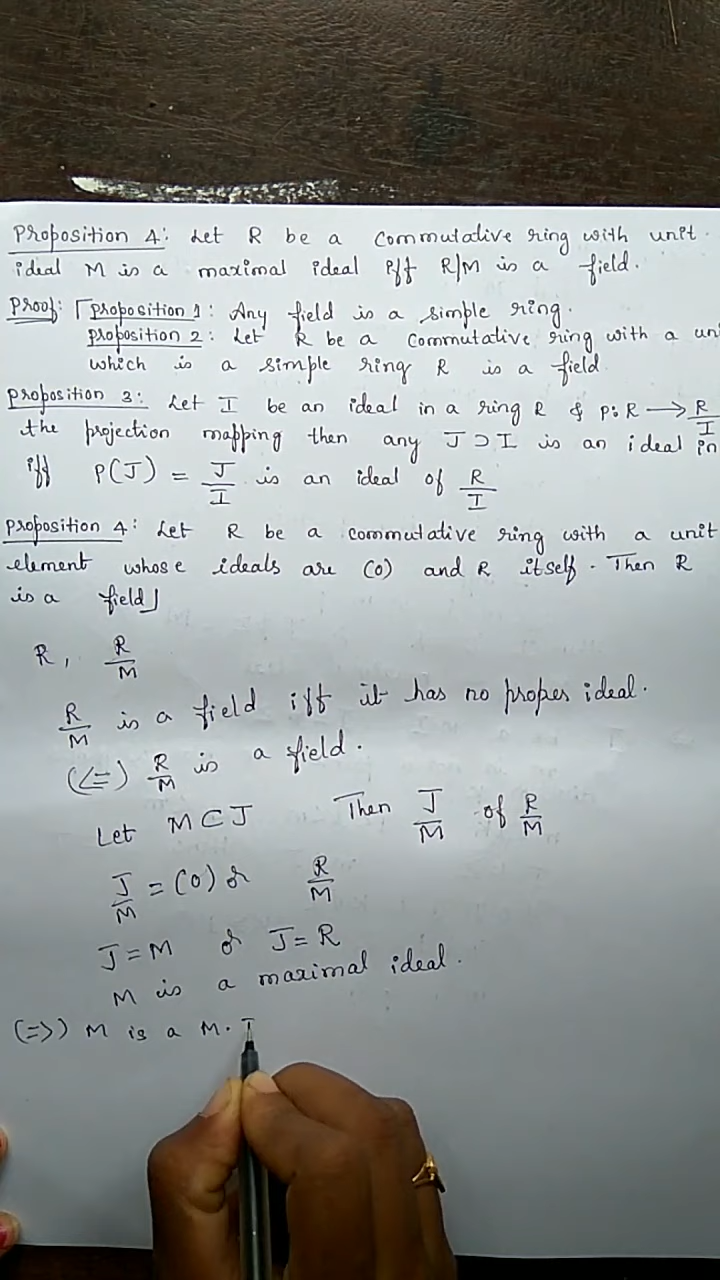 Proposition 4: Let R be a commutative ring with unit.
ideal M is a maximal ideal iff R/M is a field.
Proof: ⌈Proposition 1: Any field is a simple ring.
Proposition 2: Let R be a commutative ring with a un
which is a simple ring R is a field
Proposition 3: Let I be an ideal in a ring R & p: R → R/I
the projection mapping then any J ⊃ I is an ideal in
iff P(J) = J/I is an ideal of R/I
Proposition 4: Let R be a commutative ring with a unit
element whose ideals are (0) and R itself. Then R
is a field⌋
R, R/M
R/M is a field iff it has no proper ideal.
(<=) R/M is a field.
Let M ⊂ J Then J/M of R/M
J/M = (0) or R/M
J = M or J = R
M is a maximal ideal.
(=>) M is a M. I